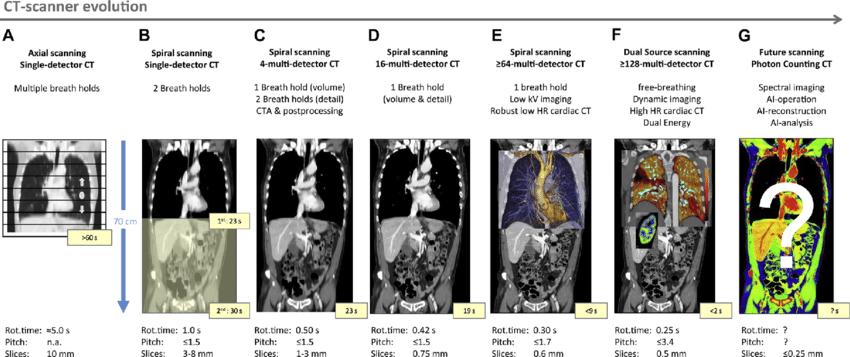 CT-scanner evolution
A
Axial scanning
Single-detector CT
Multiple breath holds
>60 s
Rot.time: ≈5.0 s
Pitch: n.a.
Slices: 10 mm
70 cm
B
Spiral scanning
Single-detector CT
2 Breath holds
1st: 23 s
2nd: 30 s
Rot.time: 1.0 s
Pitch: ≤1.5
Slices: 3-8 mm
C
Spiral scanning
4-multi-detector CT
1 Breath hold (volume)
2 Breath holds (detail)
CTA & postprocessing
23 s
Rot.time: 0.50 s
Pitch: ≤1.5
Slices: 1-3 mm
D
Spiral scanning
16-multi-detector CT
1 Breath hold
(volume & detail)
19 s
Rot.time: 0.42 s
Pitch: ≤1.5
Slices: 0.75 mm
E
Spiral scanning
≥64-multi-detector CT
1 breath hold
Low kV imaging
Robust low HR cardiac CT
<9 s
Rot.time: 0.30 s
Pitch: ≤1.7
Slices: 0.6 mm
F
Dual Source scanning
≥128-multi-detector CT
free-breathing
Dynamic imaging
High HR cardiac CT
Dual Energy
<2 s
Rot.time: 0.25 s
Pitch: ≤3.4
Slices: 0.5 mm
G
Future scanning
Photon Counting CT
Spectral imaging
AI-operation
AI-reconstruction
AI-analysis
?
? s
Rot.time: ?
Pitch: ?
Slices: ≤0.25 mm